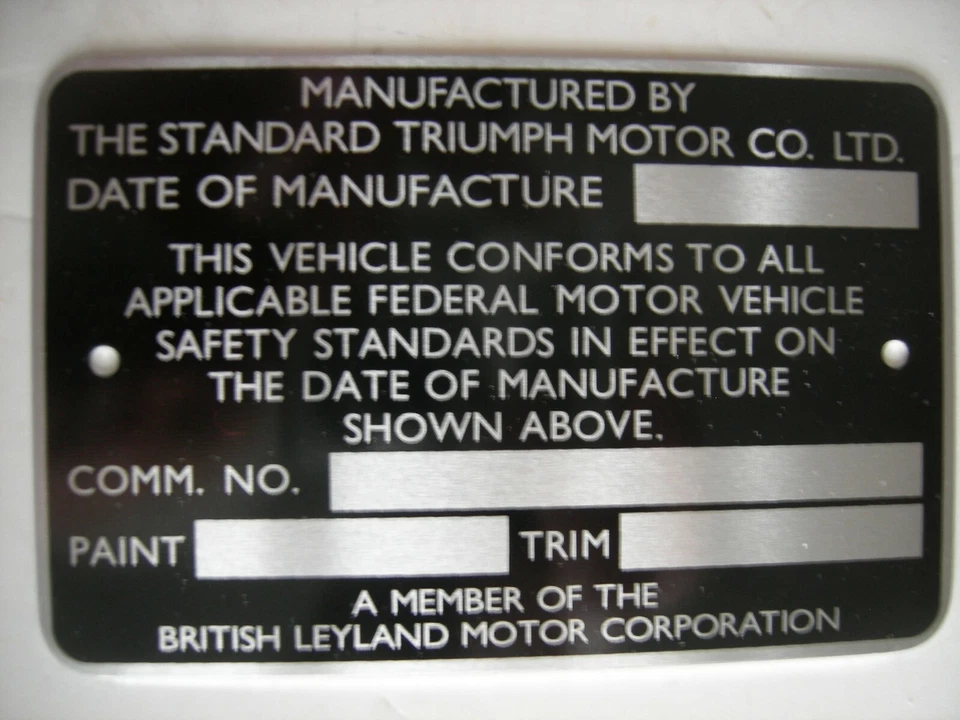 MANUFACTURED BY
THE STANDARD TRIUMPH MOTOR CO. LTD.
DATE OF MANUFACTURE
THIS VEHICLE CONFORMS TO ALL
APPLICABLE FEDERAL MOTOR VEHICLE
SAFETY STANDARDS IN EFFECT ON
THE DATE OF MANUFACTURE
SHOWN ABOVE.
COMM. NO.
PAINT TRIM
A MEMBER OF THE
BRITISH LEYLAND MOTOR CORPORATION